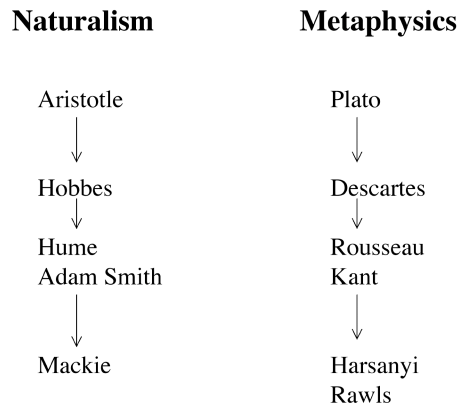 Naturalism Metaphysics
Aristotle Plato
Hobbes Descartes
Hume Rousseau
Adam Smith Kant
Mackie Harsanyi
Rawls